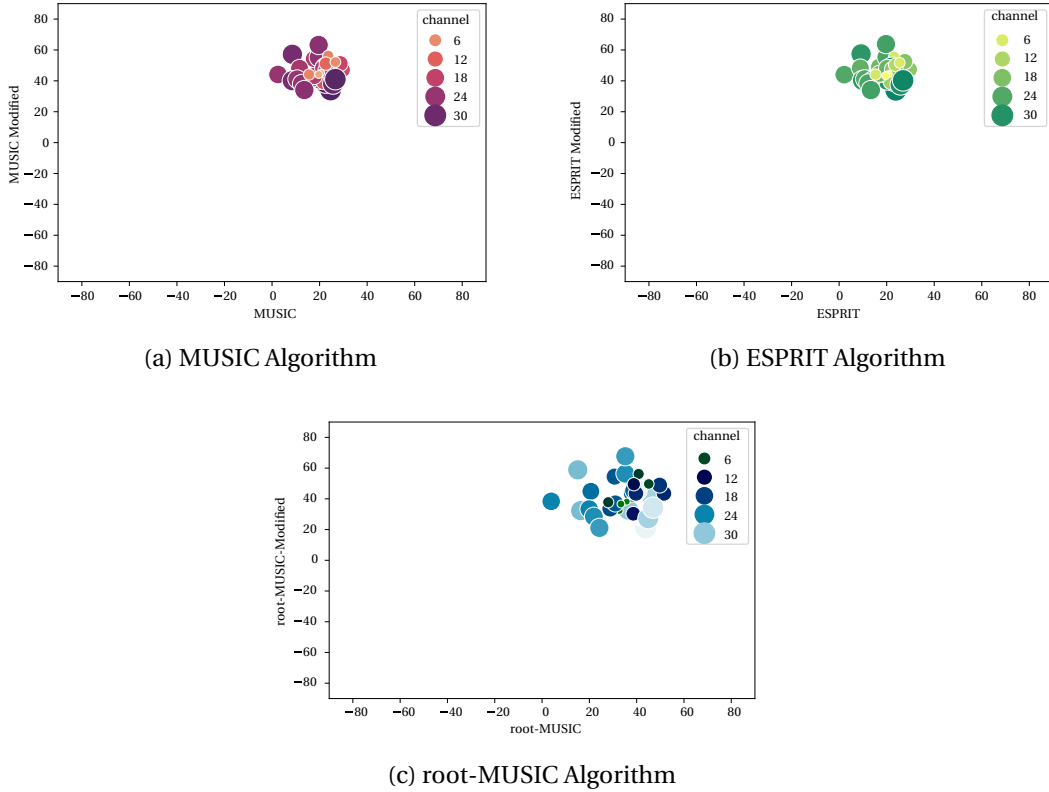 80
60
40
20
0
−20
−40
−60
−80
MUSIC Modified
−80 −60 −40 −20 0 20 40 60 80
MUSIC
channel
6
12
18
24
30
(a) MUSIC Algorithm
80
60
40
20
0
−20
−40
−60
−80
ESPRIT Modified
−80 −60 −40 −20 0 20 40 60 80
ESPRIT
channel
6
12
18
24
30
(b) ESPRIT Algorithm
80
60
40
20
0
−20
−40
−60
−80
root-MUSIC-Modified
−80 −60 −40 −20 0 20 40 60 80
root-MUSIC
channel
6
12
18
24
30
(c) root-MUSIC Algorithm